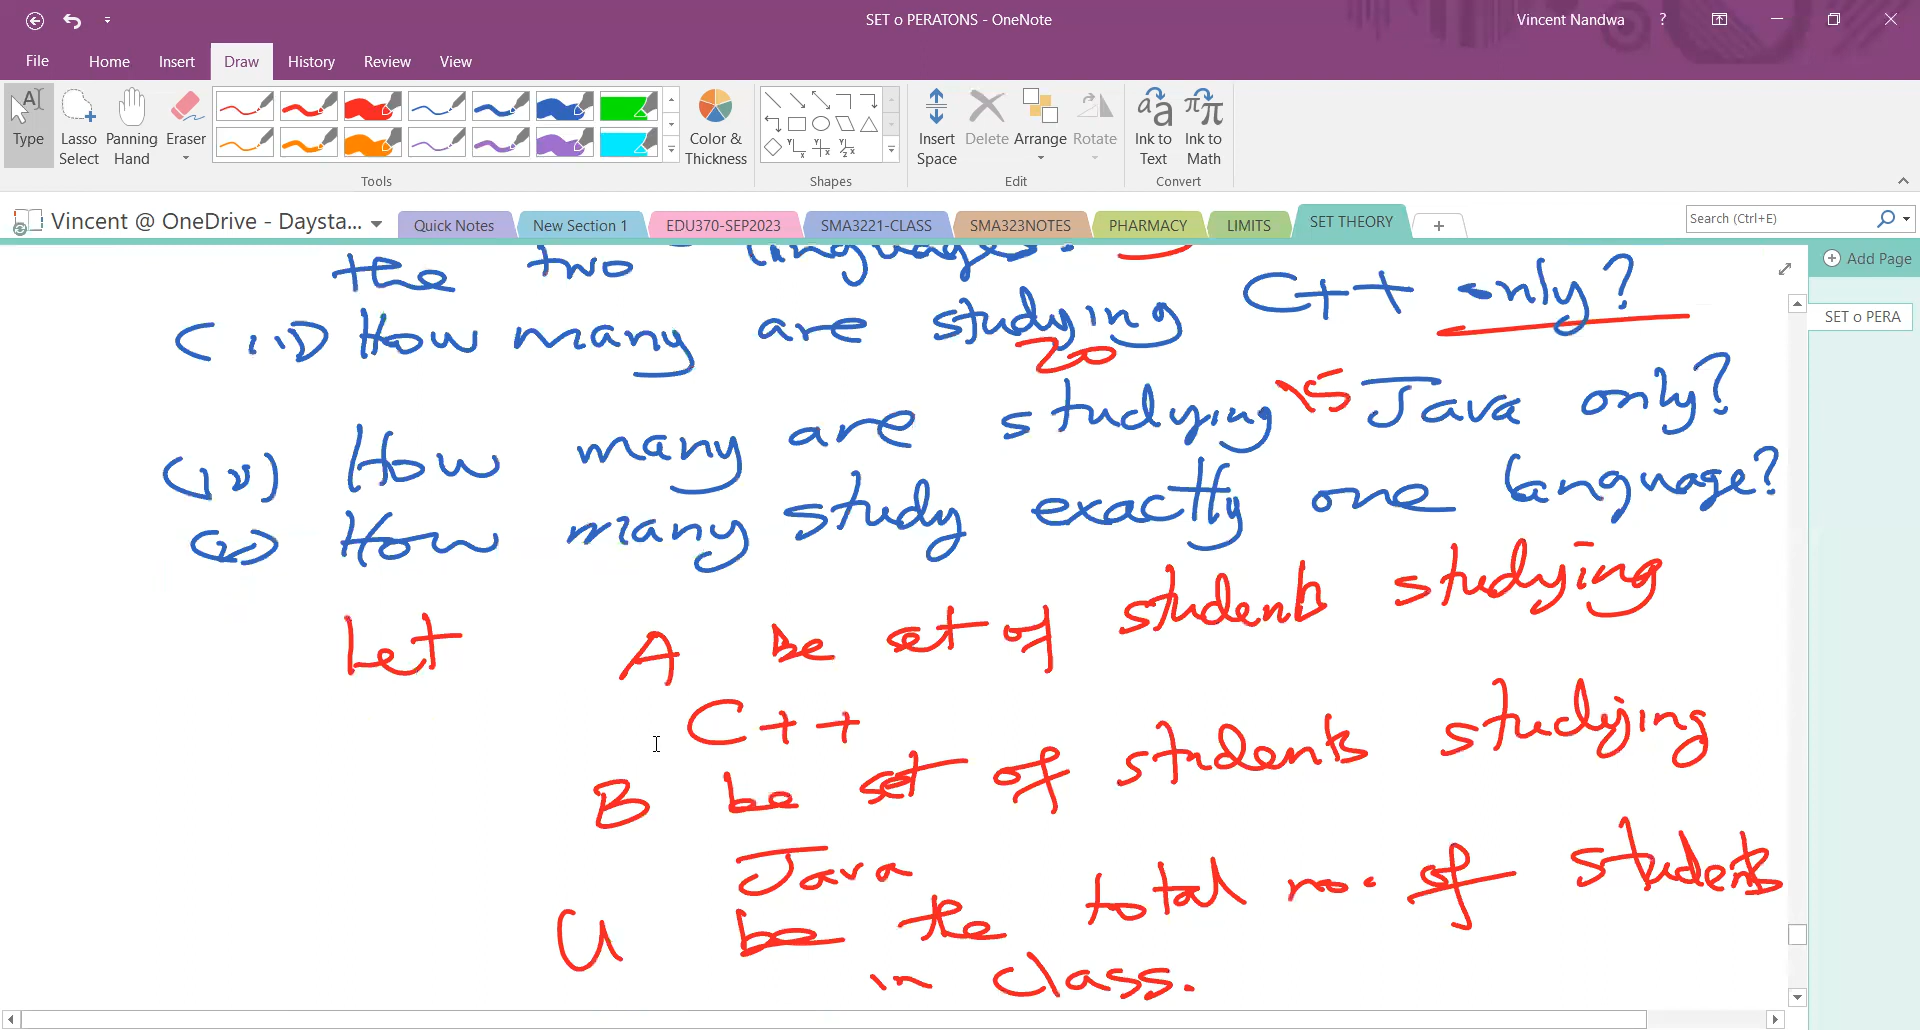 SET o PERATONS - OneNote
Vincent Nandwa
?
File
Home
Insert
Draw
History
Review
View
Type
Lasso Select
Panning Hand
Eraser
Color & Thickness
Insert Space
Delete
Arrange
Rotate
Ink to Text
Ink to Math
Tools
Shapes
Edit
Convert
Vincent @ OneDrive - Daysta...
Quick Notes
New Section 1
EDU370-SEP2023
SMA3221-CLASS
SMA323NOTES
PHARMACY
LIMITS
SET THEORY
+
Search (Ctrl+E)
Add Page
SET o PERA
the two languages.
(iii) How many are studying C++ only?
20
(iv) How many are studying Java only?
15
(v) How many study exactly one language?
Let A be set of students studying
C++
B be set of students studying
Java
U be the total no. of students
in class.